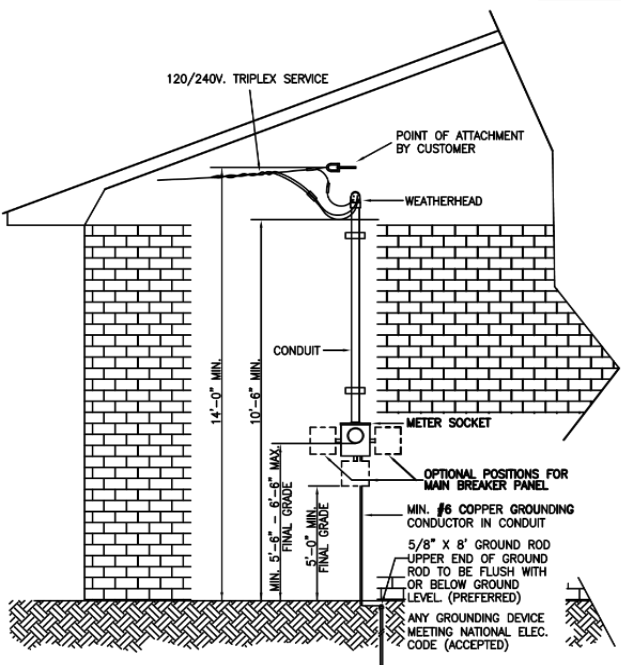 120/240V. TRIPLEX SERVICE
POINT OF ATTACHMENT
BY CUSTOMER
WEATHERHEAD
CONDUIT
14'-0" MIN.
10'-6" MIN.
METER SOCKET
OPTIONAL POSITIONS FOR
MAIN BREAKER PANEL
MIN. 5'-6" - 6'-6" MAX.
FINAL GRADE
5'-0" MIN.
FINAL GRADE
MIN. #6 COPPER GROUNDING
CONDUCTOR IN CONDUIT
5/8" X 8' GROUND ROD
UPPER END OF GROUND
ROD TO BE FLUSH WITH
OR BELOW GROUND
LEVEL. (PREFERRED)
ANY GROUNDING DEVICE
MEETING NATIONAL ELEC.
CODE (ACCEPTED)